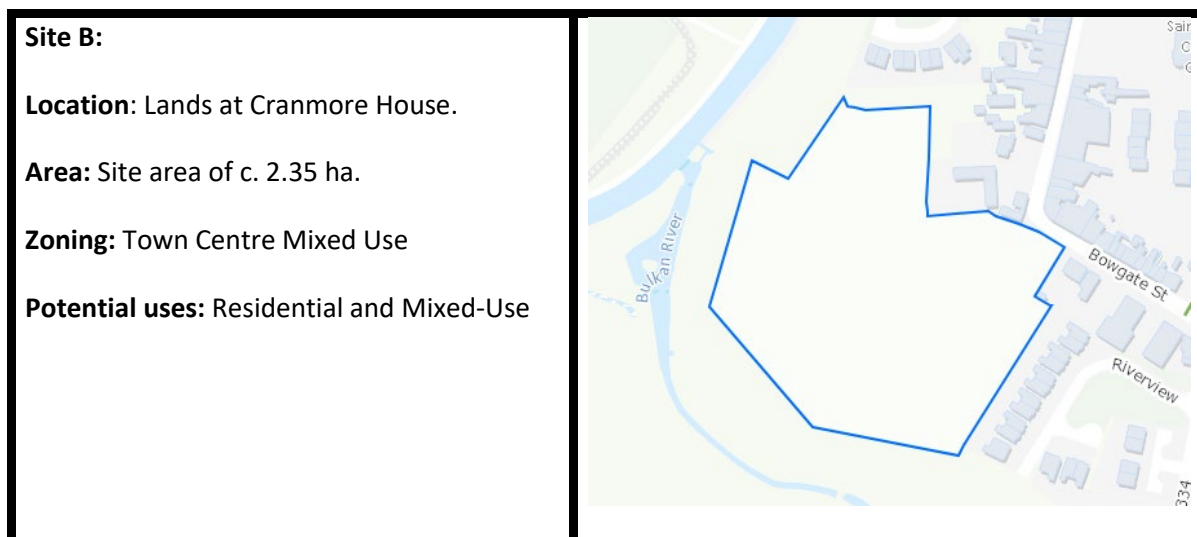 Site B:
Location: Lands at Cranmore House.
Area: Site area of c. 2.35 ha.
Zoning: Town Centre Mixed Use
Potential uses: Residential and Mixed-Use
Bulkan River
Bowgate St
Riverview
334